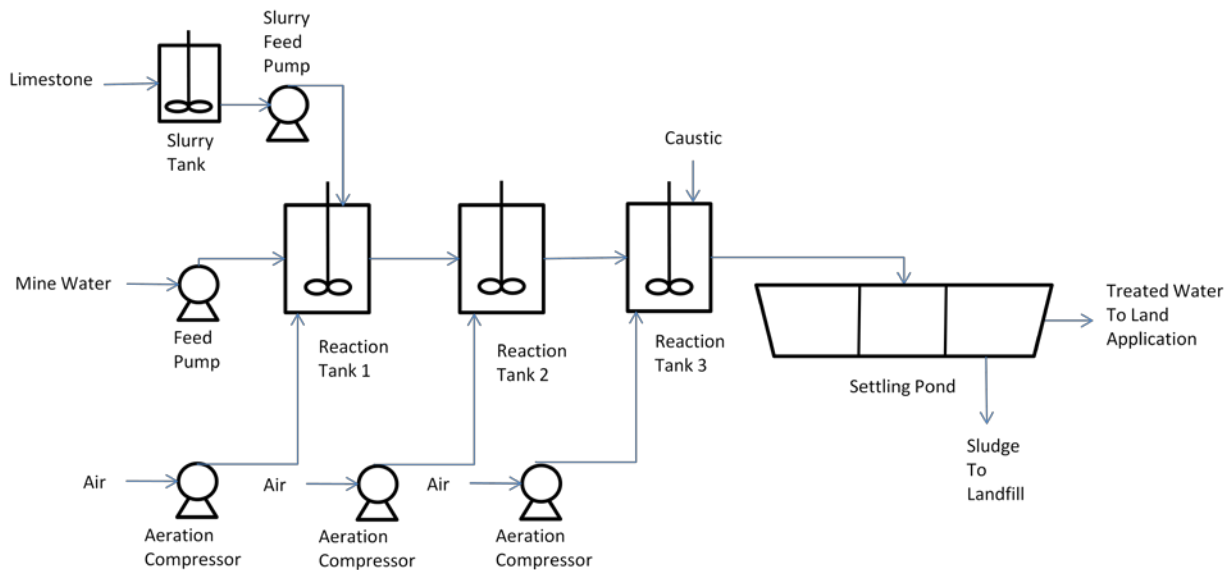 Slurry
Feed
Pump
Limestone
Slurry
Tank
Caustic
Mine Water
Feed
Pump
Reaction
Tank 1
Reaction
Tank 2
Reaction
Tank 3
Treated Water
To Land
Application
Settling Pond
Sludge
To
Landfill
Air
Air
Air
Aeration
Compressor
Aeration
Compressor
Aeration
Compressor